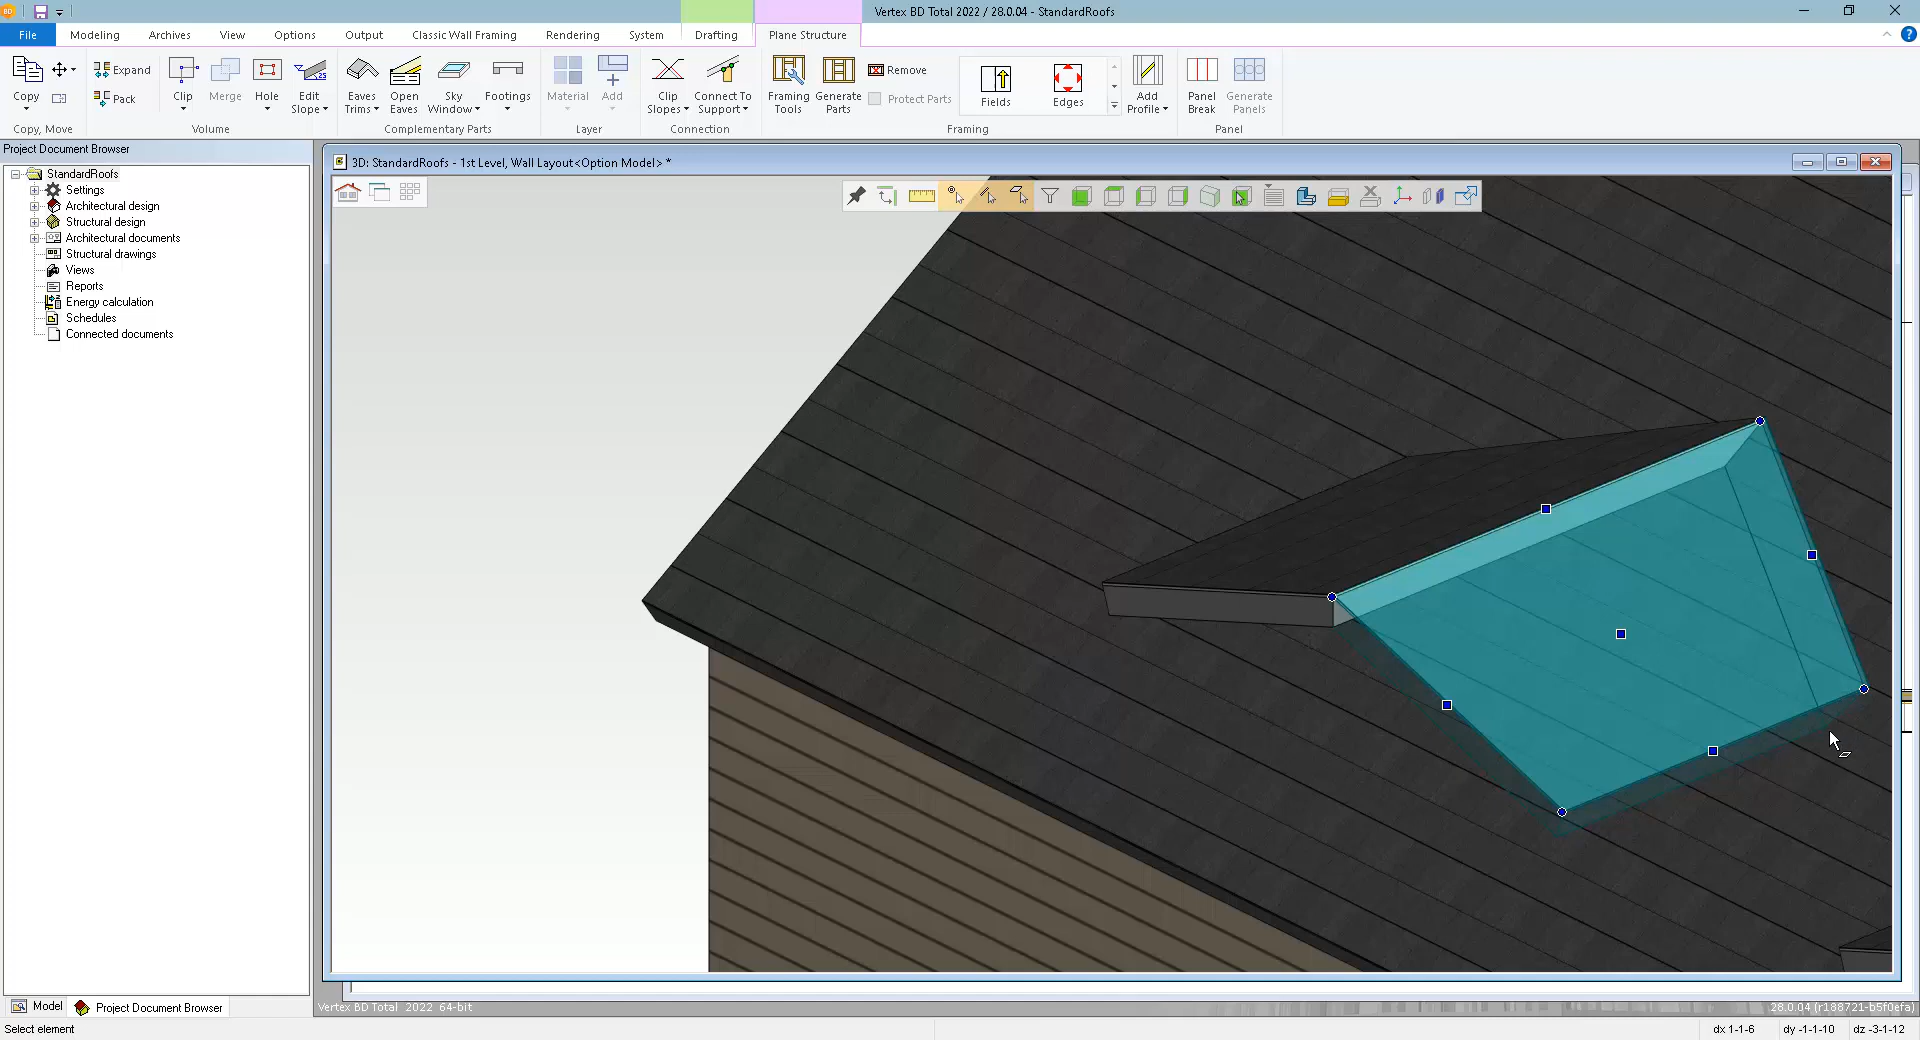 BD
Vertex BD Total 2022 / 28.0.04 - StandardRoofs
File Modeling Archives View Options Output Classic Wall Framing Rendering System Drafting Plane Structure
Copy Expand Pack Clip Merge Hole Edit Slope Eaves Trims Open Eaves Sky Window Footings Material Add Clip Slopes Connect To Support Framing Tools Generate Parts Remove Protect Parts Fields Edges Add Profile Panel Break Generate Panels
Copy, Move Volume Complementary Parts Layer Connection Framing Panel
Project Document Browser
3D: StandardRoofs - 1st Level, Wall Layout<Option Model> *
StandardRoofs
Settings
Architectural design
Structural design
Architectural documents
Structural drawings
Views
Reports
Energy calculation
Schedules
Connected documents
Model Project Document Browser
Vertex BD Total 2022 64-bit
28.0.04 (r188721-b5f0efa)
Select element
dx 1-1-6 dy -1-1-10 dz -3-1-12